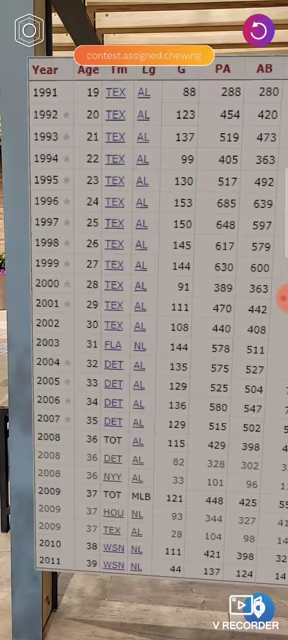 contest.assigned.chewing
Year Age Tm Lg G PA AB
1991 19 TEX AL 88 288 280
1992 20 TEX AL 123 454 420
1993 21 TEX AL 137 519 473
1994 22 TEX AL 99 405 363
1995 23 TEX AL 130 517 492
1996 24 TEX AL 153 685 639
1997 25 TEX AL 150 648 597
1998 26 TEX AL 145 617 579
1999 27 TEX AL 144 630 600
2000 28 TEX AL 91 389 363
2001 29 TEX AL 111 470 442
2002 30 TEX AL 108 440 408
2003 31 FLA NL 144 578 511
2004 32 DET AL 135 575 527
2005 33 DET AL 129 525 504
2006 34 DET AL 136 580 547
2007 35 DET AL 129 515 502
2008 36 TOT AL 115 429 398
2008 36 DET AL 82 328 302
2008 36 NYY AL 33 101 96
2009 37 TOT MLB 121 448 425
2009 37 HOU NL 93 344 327
2009 37 TEX AL 28 104 98
2010 38 WSN NL 111 421 398
2011 39 WSN NL 44 137 124
V RECORDER